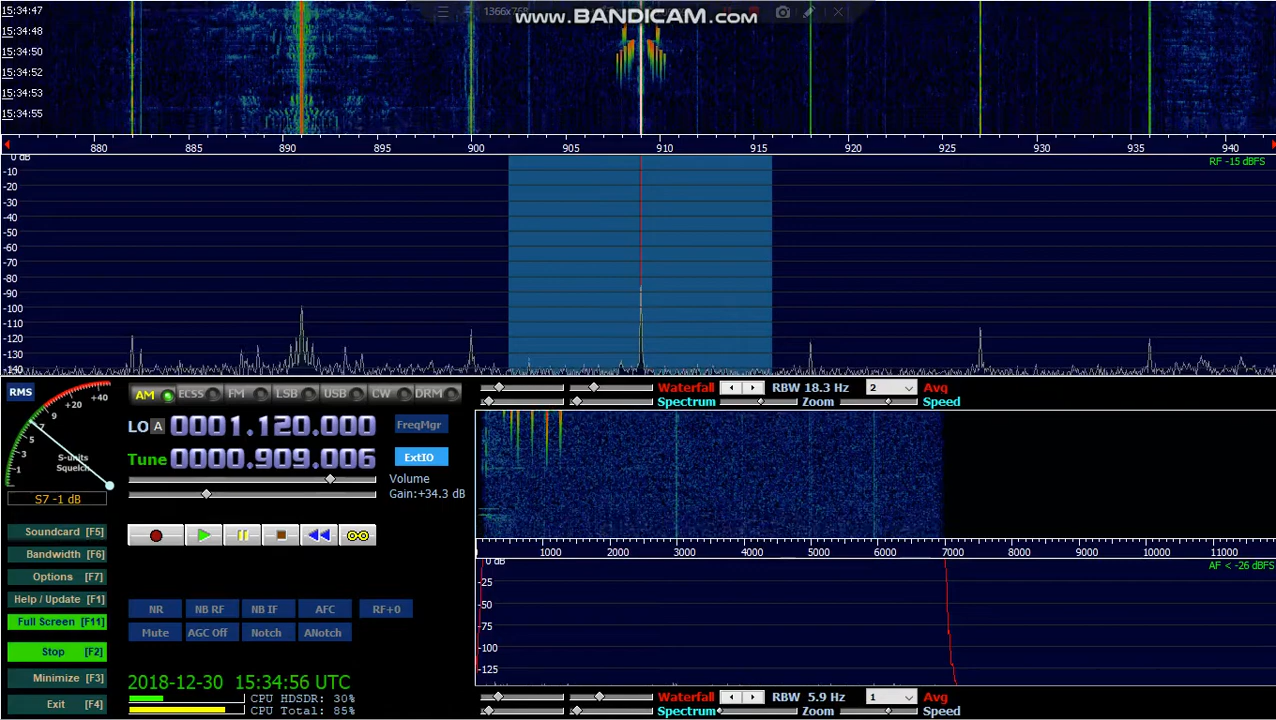 15:34:47
15:34:48
15:34:50
15:34:52
15:34:53
15:34:55
www.BANDICAM.com
880 885 890 895 900 905 910 915 920 925 930 935 940
0 dB
-10
-20
-30
-40
-50
-60
-70
-80
-90
-100
-110
-120
-130
-140
RF -15 dBFS
RMS
1 3 5 7 9 +20 +40
S-units
Squelch
S7 -1 dB
AM ECSS FM LSB USB CW DRM
LO A 0001.120.000
FreqMgr
Tune 0000.909.006
ExtIO
Volume
Gain:+34.3 dB
Waterfall RBW 18.3 Hz 2 Avg
Spectrum Zoom Speed
Soundcard [F5]
Bandwidth [F6]
Options [F7]
Help / Update [F1]
Full Screen [F11]
Stop [F2]
Minimize [F3]
Exit [F4]
NR NB RF NB IF AFC RF+0
Mute AGC Off Notch ANotch
2018-12-30 15:34:56 UTC
CPU HDSDR: 30%
CPU Total: 85%
1000 2000 3000 4000 5000 6000 7000 8000 9000 10000 11000
0 dB
-25
-50
-75
-100
-125
AF < -26 dBFS
Waterfall RBW 5.9 Hz 1 Avg
Spectrum Zoom Speed